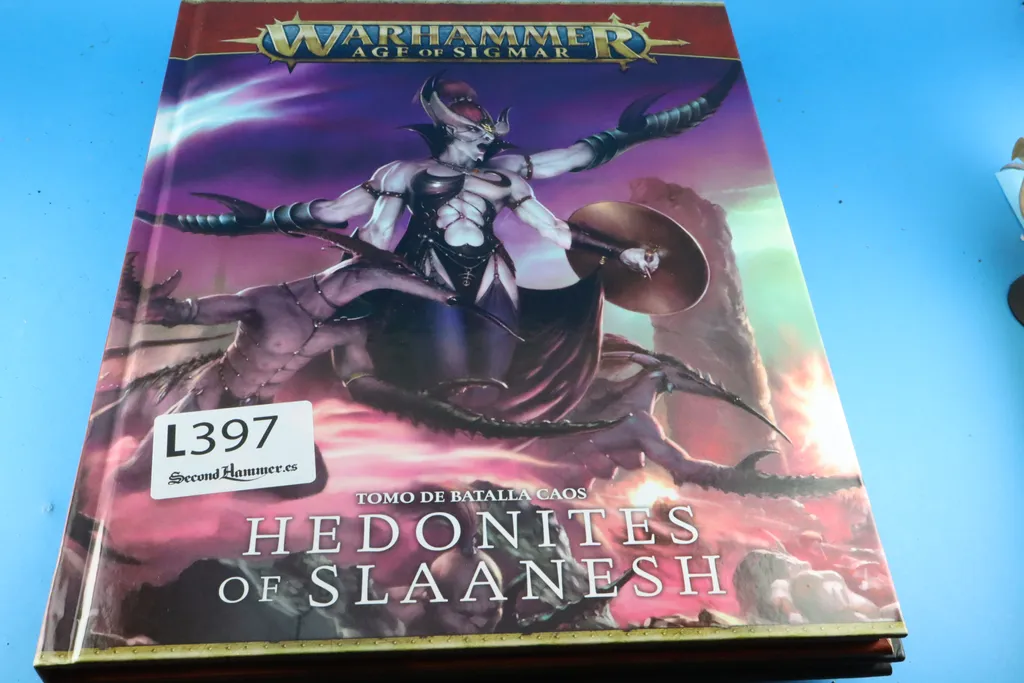 WARHAMMER
AGE OF SIGMAR
L397
SecondHammer.es
TOMO DE BATALLA CAOS
HEDONITES
OF SLAANESH